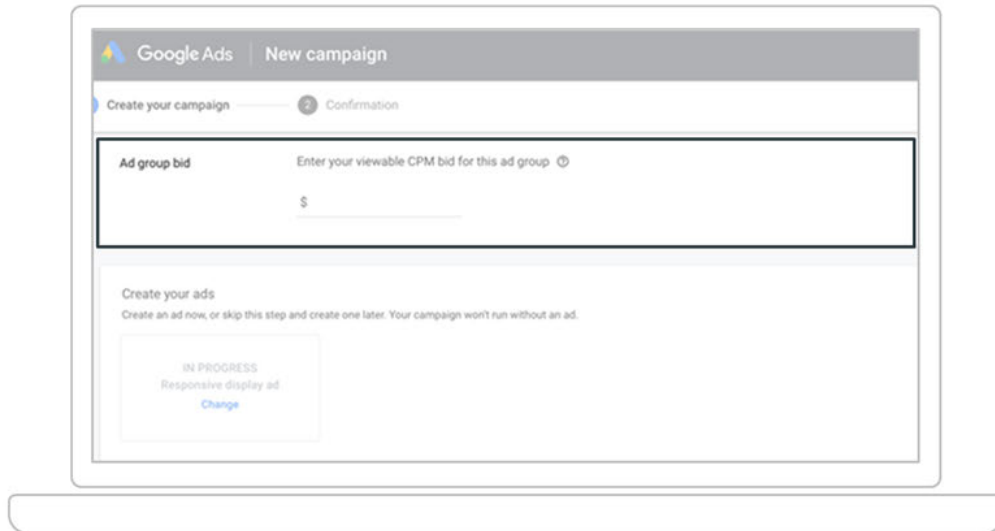 Google Ads New campaign
Create your campaign 2 Confirmation
Ad group bid Enter your viewable CPM bid for this ad group ?
$
Create your ads
Create an ad now, or skip this step and create one later. Your campaign won't run without an ad.
IN PROGRESS
Responsive display ad
Change